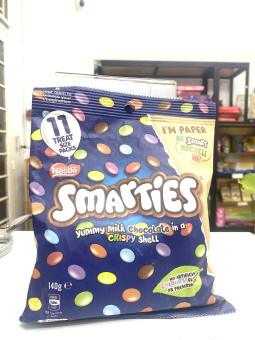 11
TREAT
SIZE
PACKS
I'M PAPER
BE SMART
RECYCLE
ME
Nestlé
SMARTIES
YUMMY MILK CHOCOLATE IN A
CRISPY SHELL
NO ARTIFICIAL
COLOURS
OR PRESERVATIVES
140g e